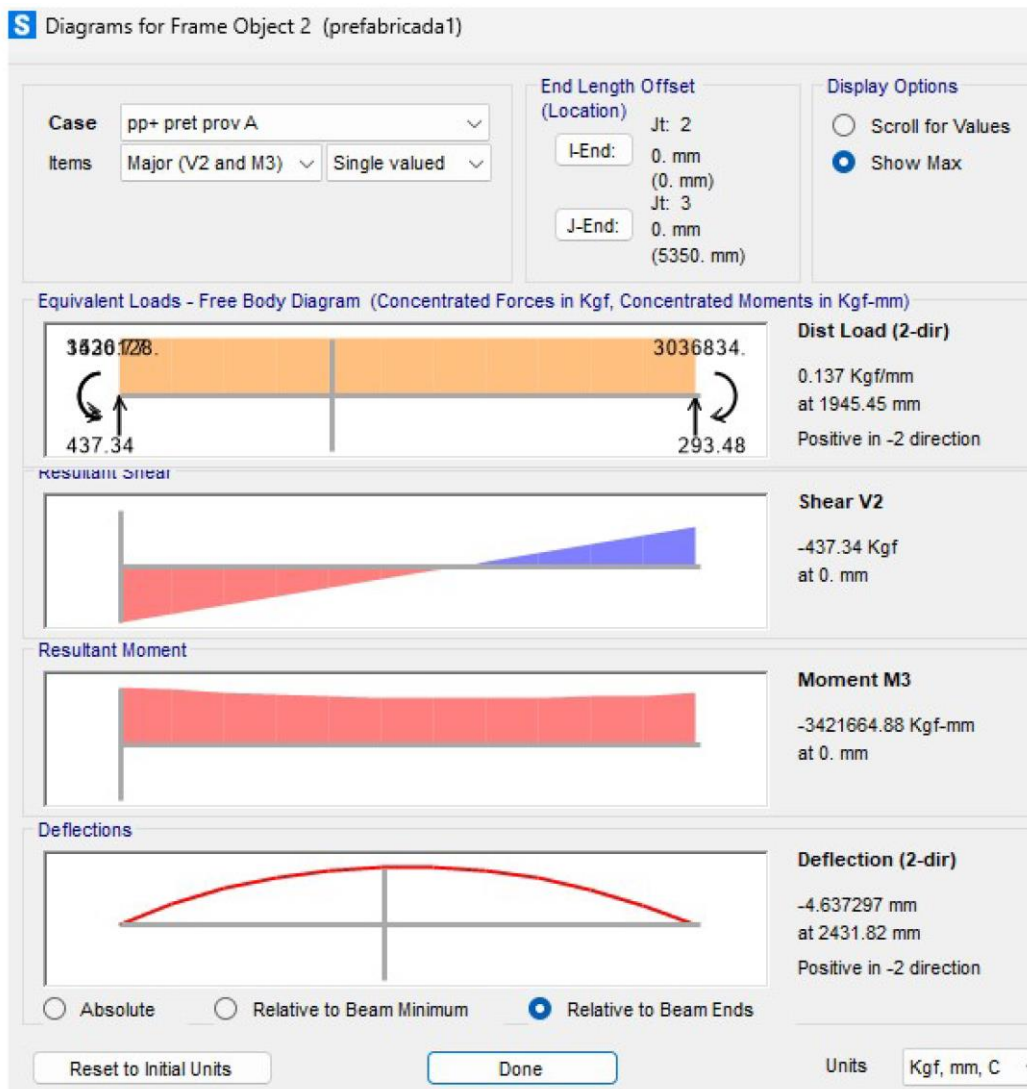 S Diagrams for Frame Object 2 (prefabricada1)
Case pp+ pret prov A
Items Major (V2 and M3) Single valued
End Length Offset
(Location)
I-End:
Jt: 2
0. mm
(0. mm)
J-End:
Jt: 3
0. mm
(5350. mm)
Display Options
Scroll for Values
Show Max
Equivalent Loads - Free Body Diagram (Concentrated Forces in Kgf, Concentrated Moments in Kgf-mm)
3036834.
437.34
293.48
Dist Load (2-dir)
0.137 Kgf/mm
at 1945.45 mm
Positive in -2 direction
Resultant Shear
Shear V2
-437.34 Kgf
at 0. mm
Resultant Moment
Moment M3
-3421664.88 Kgf-mm
at 0. mm
Deflections
Deflection (2-dir)
-4.637297 mm
at 2431.82 mm
Positive in -2 direction
Absolute
Relative to Beam Minimum
Relative to Beam Ends
Reset to Initial Units
Done
Units Kgf, mm, C